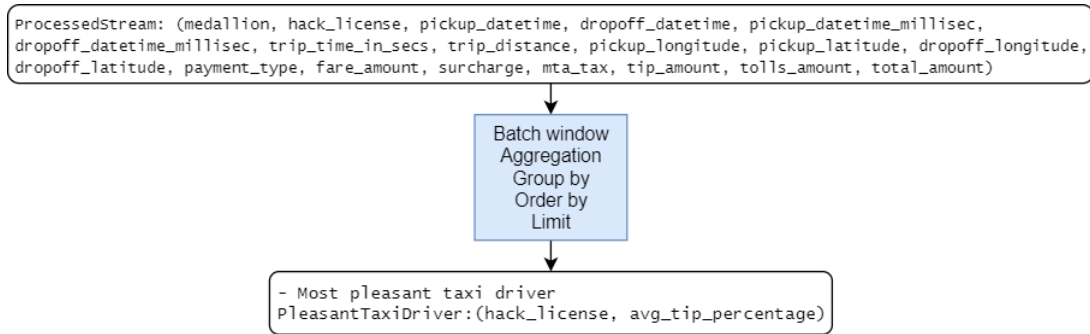 ProcessedStream: (medallion, hack_license, pickup_datetime, dropoff_datetime, pickup_datetime_millisec,
dropoff_datetime_millisec, trip_time_in_secs, trip_distance, pickup_longitude, pickup_latitude, dropoff_longitude,
dropoff_latitude, payment_type, fare_amount, surcharge, mta_tax, tip_amount, tolls_amount, total_amount)
Batch window
Aggregation
Group by
Order by
Limit
- Most pleasant taxi driver
PleasantTaxiDriver:(hack_license, avg_tip_percentage)